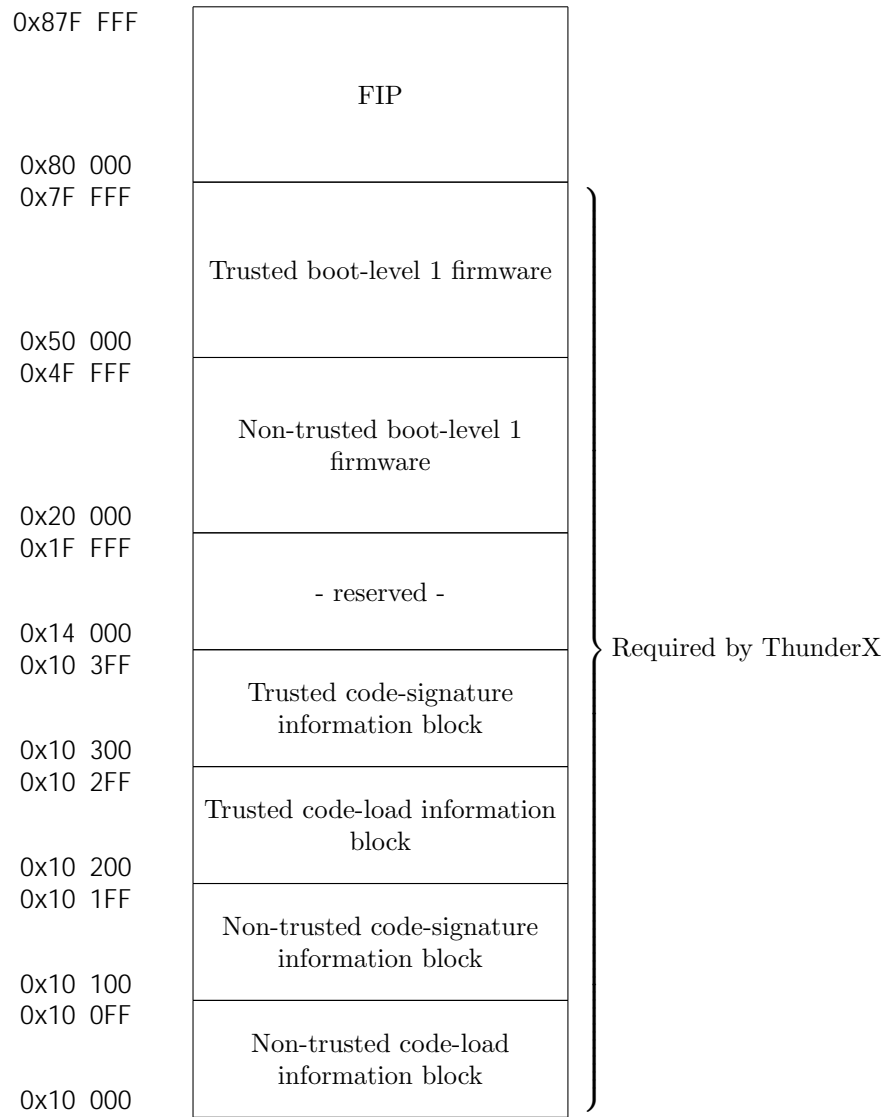 0x87F FFF
FIP
0x80 000
0x7F FFF
Trusted boot-level 1 firmware
0x50 000
0x4F FFF
Non-trusted boot-level 1
firmware
0x20 000
0x1F FFF
- reserved -
0x14 000
Required by ThunderX
0x10 3FF
Trusted code-signature
information block
0x10 300
0x10 2FF
Trusted code-load information
block
0x10 200
0x10 1FF
Non-trusted code-signature
information block
0x10 100
0x10 0FF
Non-trusted code-load
information block
0x10 000